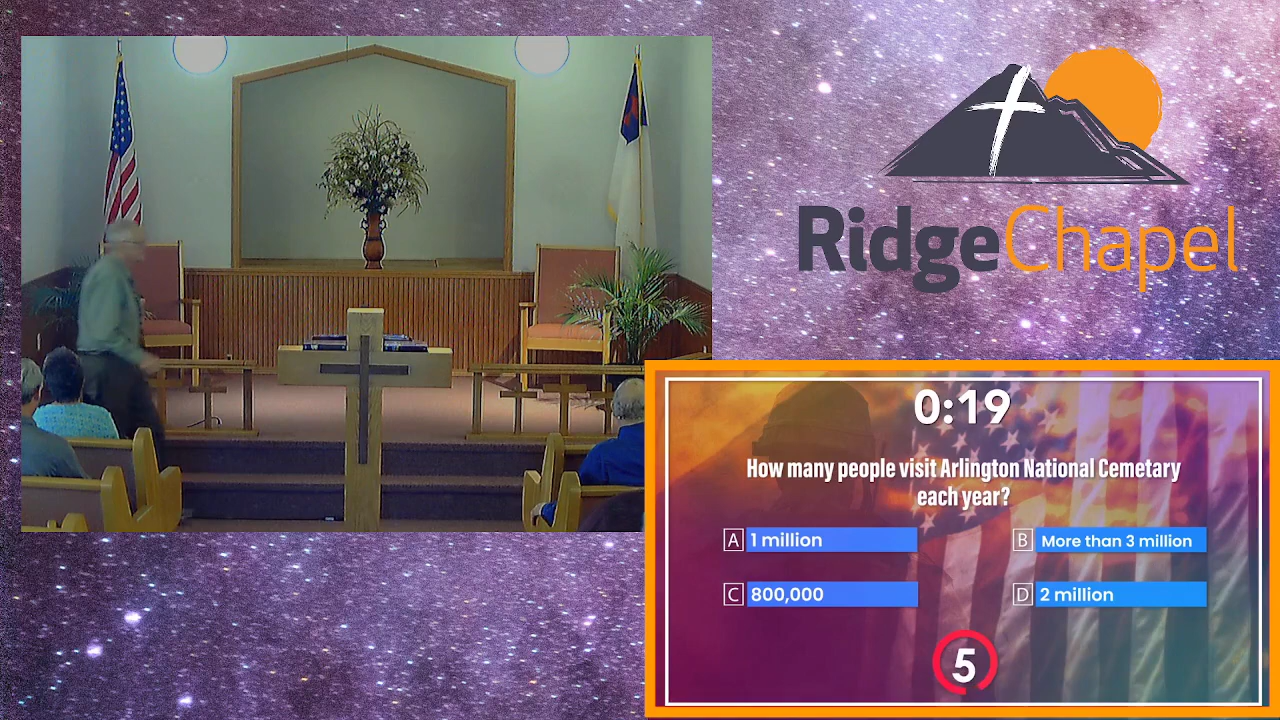 RidgeChapel
0:19
How many people visit Arlington National Cemetary
each year?
A 1 million
B More than 3 million
C 800,000
D 2 million
5